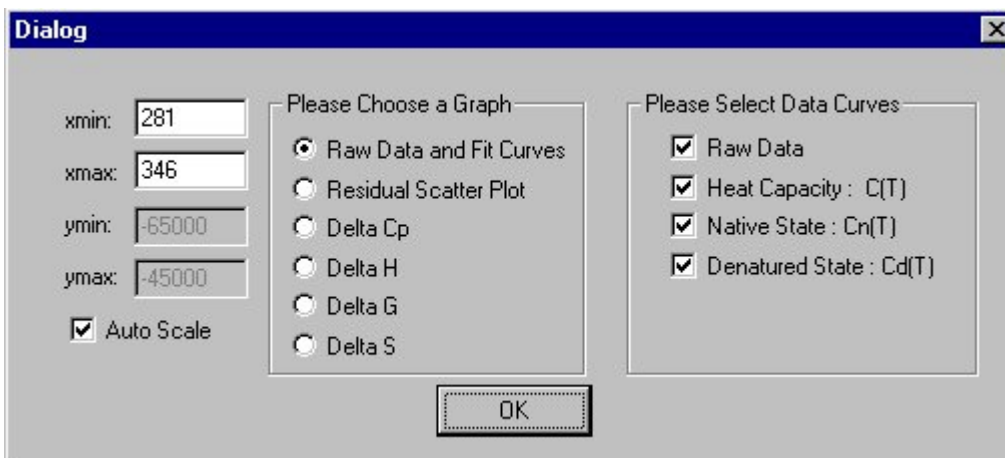 Dialog
xmin: 281
xmax: 346
ymin: -65000
ymax: -45000
Auto Scale
Please Choose a Graph
Raw Data and Fit Curves
Residual Scatter Plot
Delta Cp
Delta H
Delta G
Delta S
Please Select Data Curves
Raw Data
Heat Capacity : C(T)
Native State : Cn(T)
Denatured State : Cd(T)
OK